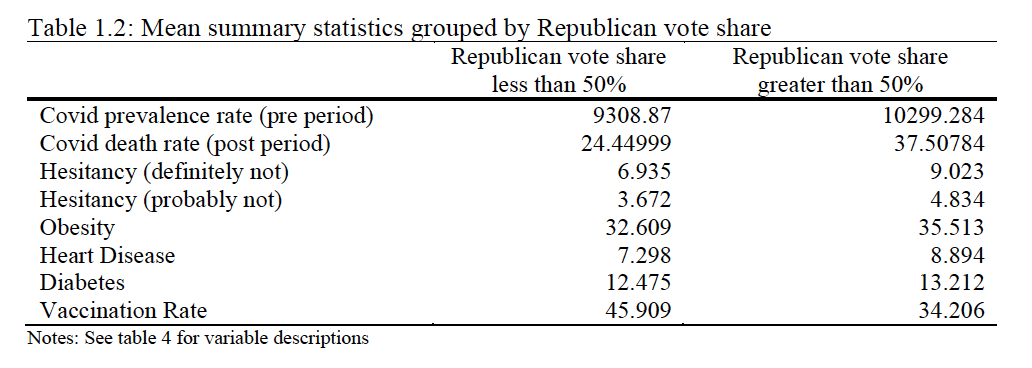 Table 1.2: Mean summary statistics grouped by Republican vote share
Republican vote share less than 50% Republican vote share greater than 50%
Covid prevalence rate (pre period) 9308.87 10299.284
Covid death rate (post period) 24.44999 37.50784
Hesitancy (definitely not) 6.935 9.023
Hesitancy (probably not) 3.672 4.834
Obesity 32.609 35.513
Heart Disease 7.298 8.894
Diabetes 12.475 13.212
Vaccination Rate 45.909 34.206
Notes: See table 4 for variable descriptions